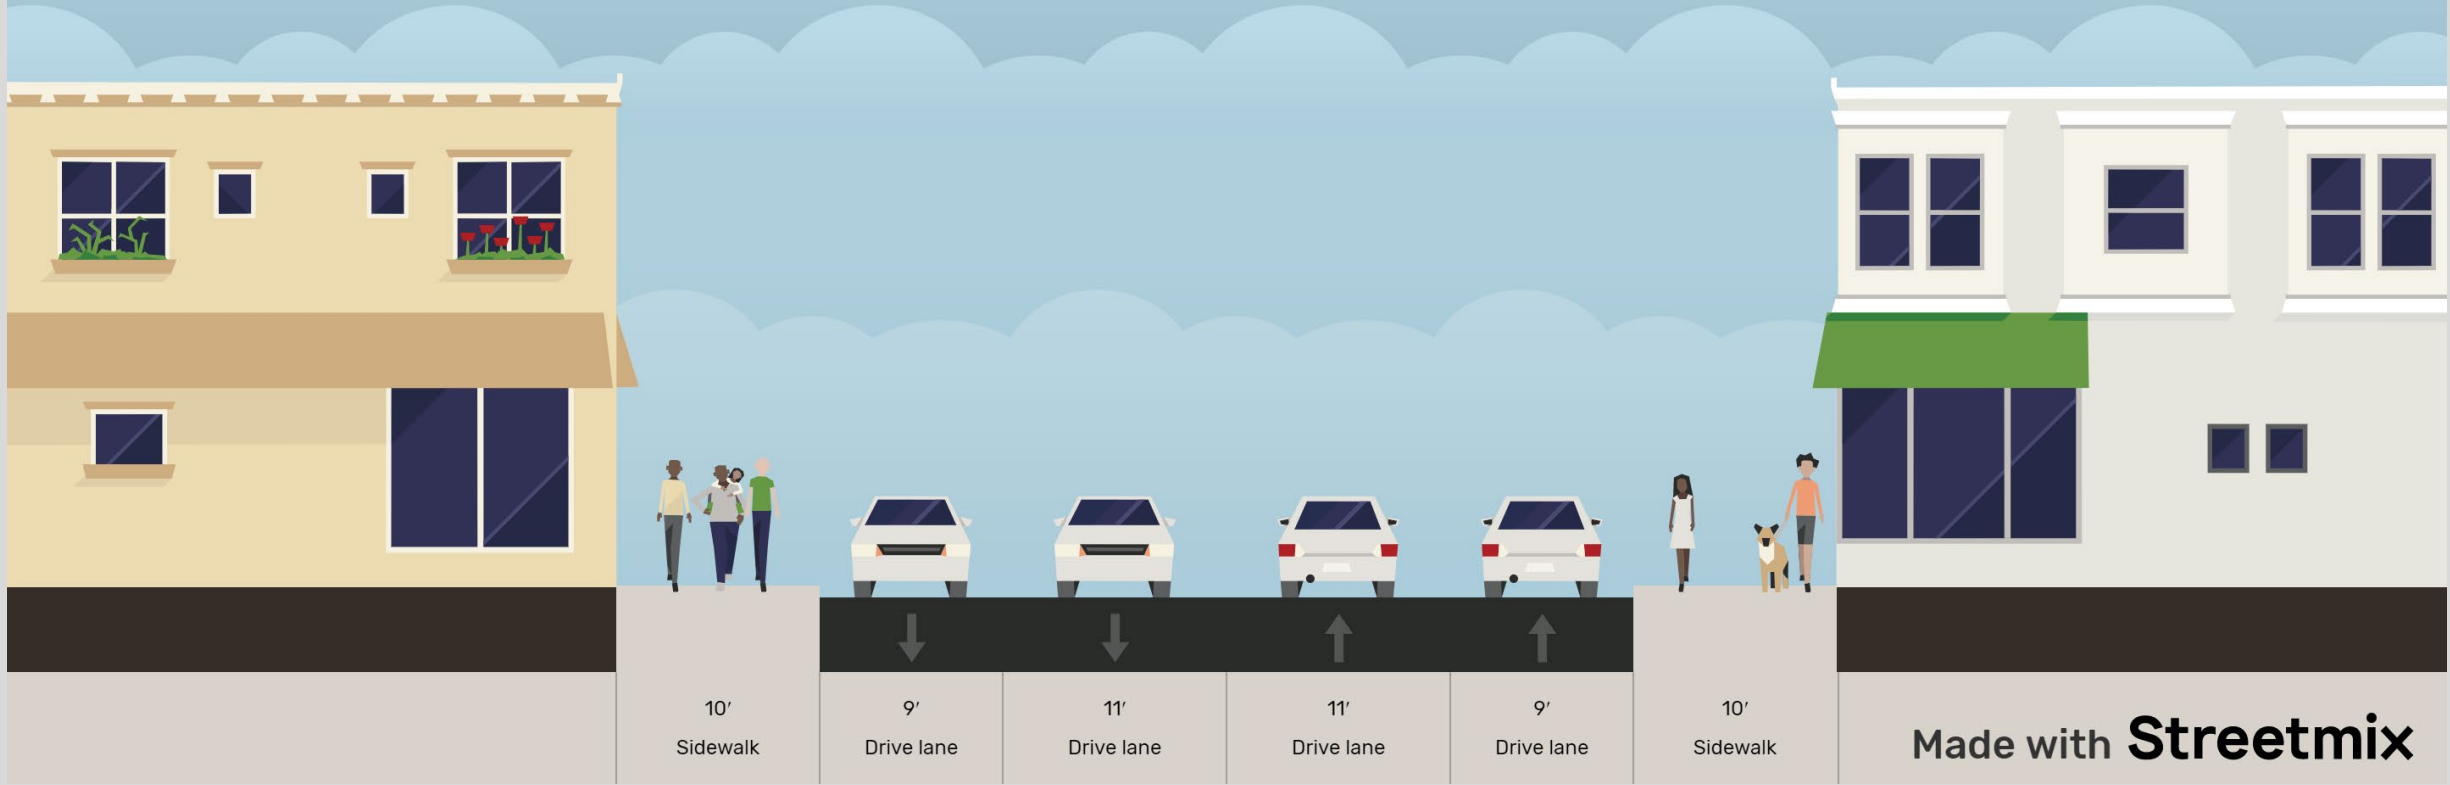 10′
Sidewalk
9′
Drive lane
11′
Drive lane
11′
Drive lane
9′
Drive lane
10′
Sidewalk
Made with Streetmix